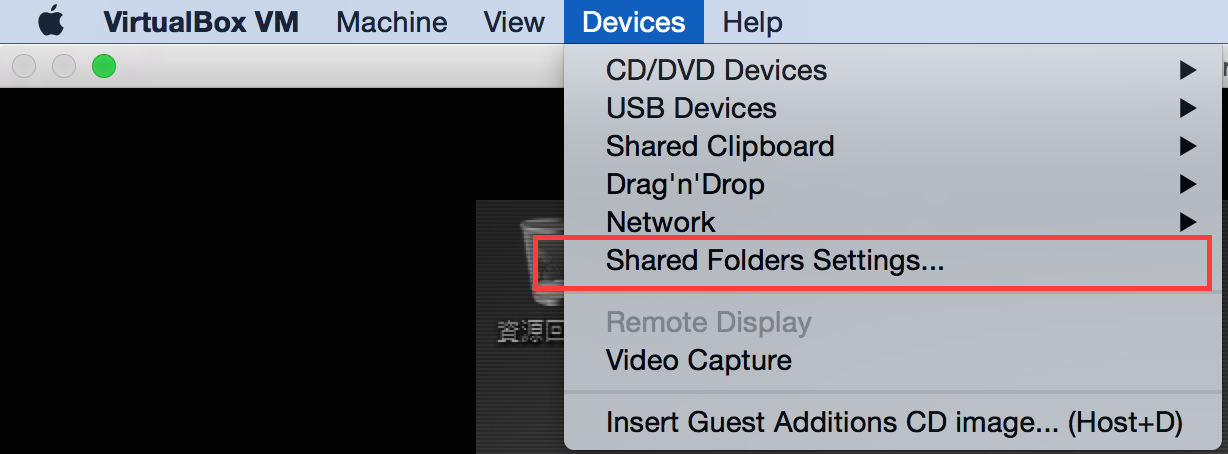 VirtualBox VM Machine View Devices Help
CD/DVD Devices
USB Devices
Shared Clipboard
Drag'n'Drop
Network
Shared Folders Settings...
Remote Display
資源回
Video Capture
Insert Guest Additions CD image... (Host+D)